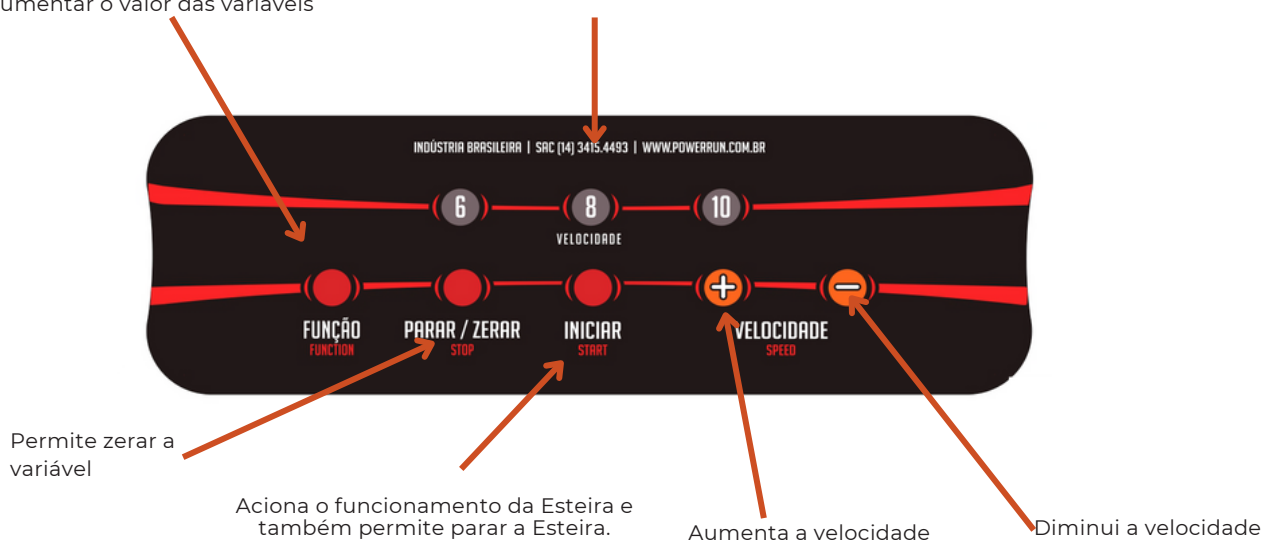 aumentar o valor das variáveis
INDÚSTRIA BRASILEIRA | SAC (14) 3415.4493 | WWW.POWERRUN.COM.BR
6 8 10
VELOCIDADE
+ −
FUNÇÃO PARAR / ZERAR INICIAR VELOCIDADE
FUNCTION STOP START SPEED
Permite zerar a
variável
Aciona o funcionamento da Esteira e
também permite parar a Esteira.
Aumenta a velocidade
Diminui a velocidade